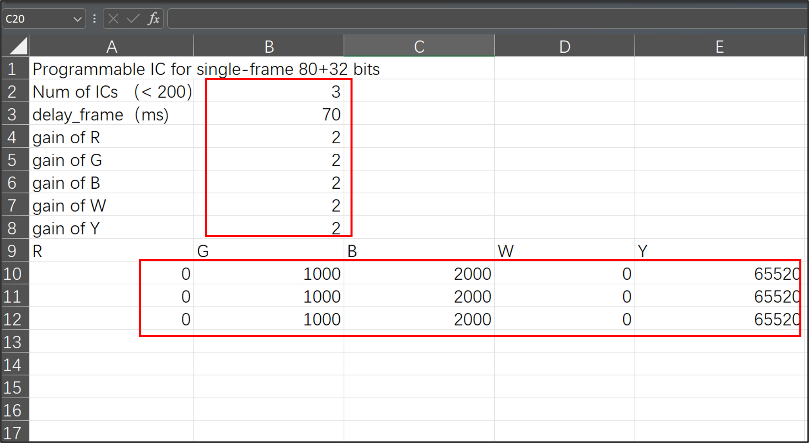 C20 fx
A B C D E
1 Programmable IC for single-frame 80+32 bits
2 Num of ICs （< 200） 3
3 delay_frame（ms) 70
4 gain of R 2
5 gain of G 2
6 gain of B 2
7 gain of W 2
8 gain of Y 2
9 R G B W Y
10 0 1000 2000 0 65520
11 0 1000 2000 0 65520
12 0 1000 2000 0 65520
13
14
15
16
17